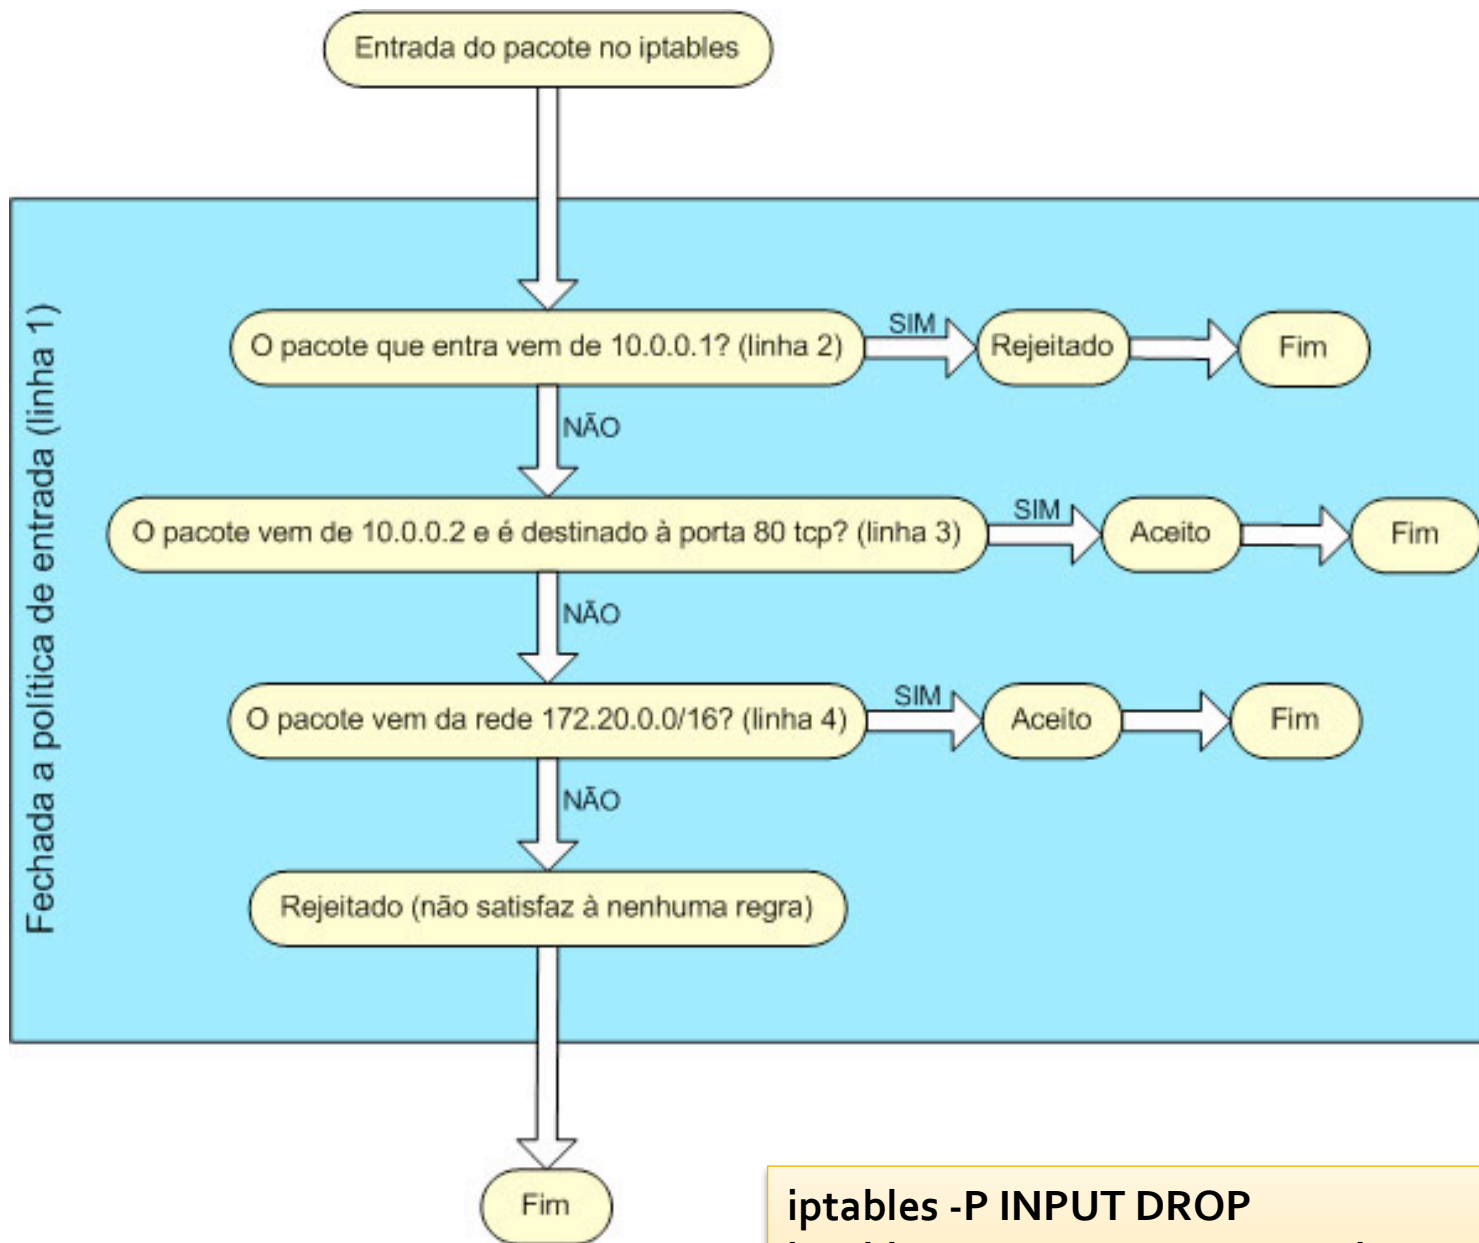 Entrada do pacote no iptables
Fechada a política de entrada (linha 1)
O pacote que entra vem de 10.0.0.1? (linha 2)
SIM
Rejeitado
Fim
NÃO
O pacote vem de 10.0.0.2 e é destinado à porta 80 tcp? (linha 3)
SIM
Aceito
Fim
NÃO
O pacote vem da rede 172.20.0.0/16? (linha 4)
SIM
Aceito
Fim
NÃO
Rejeitado (não satisfaz à nenhuma regra)
Fim
iptables -P INPUT DROP